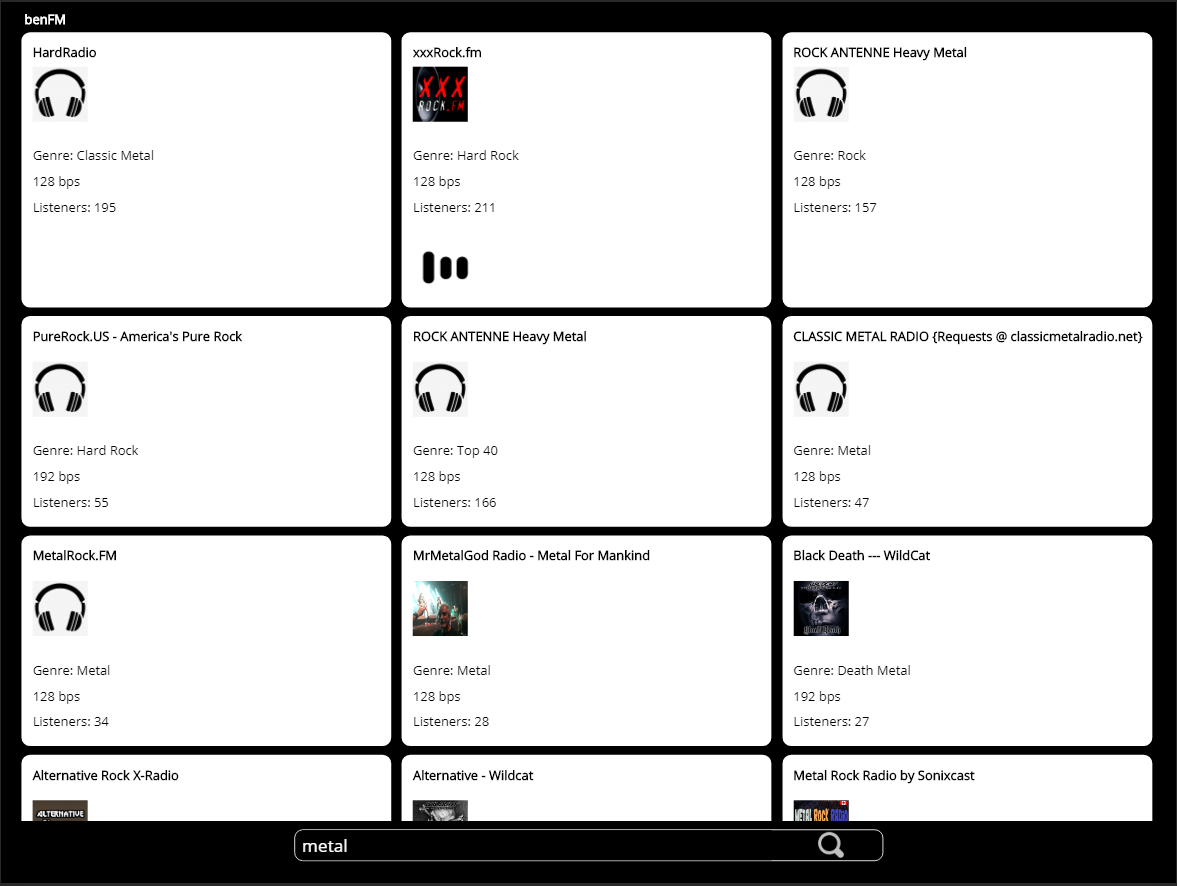 benFM
HardRadio
Genre: Classic Metal
128 bps
Listeners: 195
xxxRock.fm
XXX
ROCK.FM
Genre: Hard Rock
128 bps
Listeners: 211
ROCK ANTENNE Heavy Metal
Genre: Rock
128 bps
Listeners: 157
PureRock.US - America's Pure Rock
Genre: Hard Rock
192 bps
Listeners: 55
ROCK ANTENNE Heavy Metal
Genre: Top 40
128 bps
Listeners: 166
CLASSIC METAL RADIO {Requests @ classicmetalradio.net}
Genre: Metal
128 bps
Listeners: 47
MetalRock.FM
Genre: Metal
128 bps
Listeners: 34
MrMetalGod Radio - Metal For Mankind
Genre: Metal
128 bps
Listeners: 28
Black Death --- WildCat
Genre: Death Metal
192 bps
Listeners: 27
Alternative Rock X-Radio
ALTERNATIVE
Alternative - Wildcat
Metal Rock Radio by Sonixcast
METAL ROCK RADIO
metal